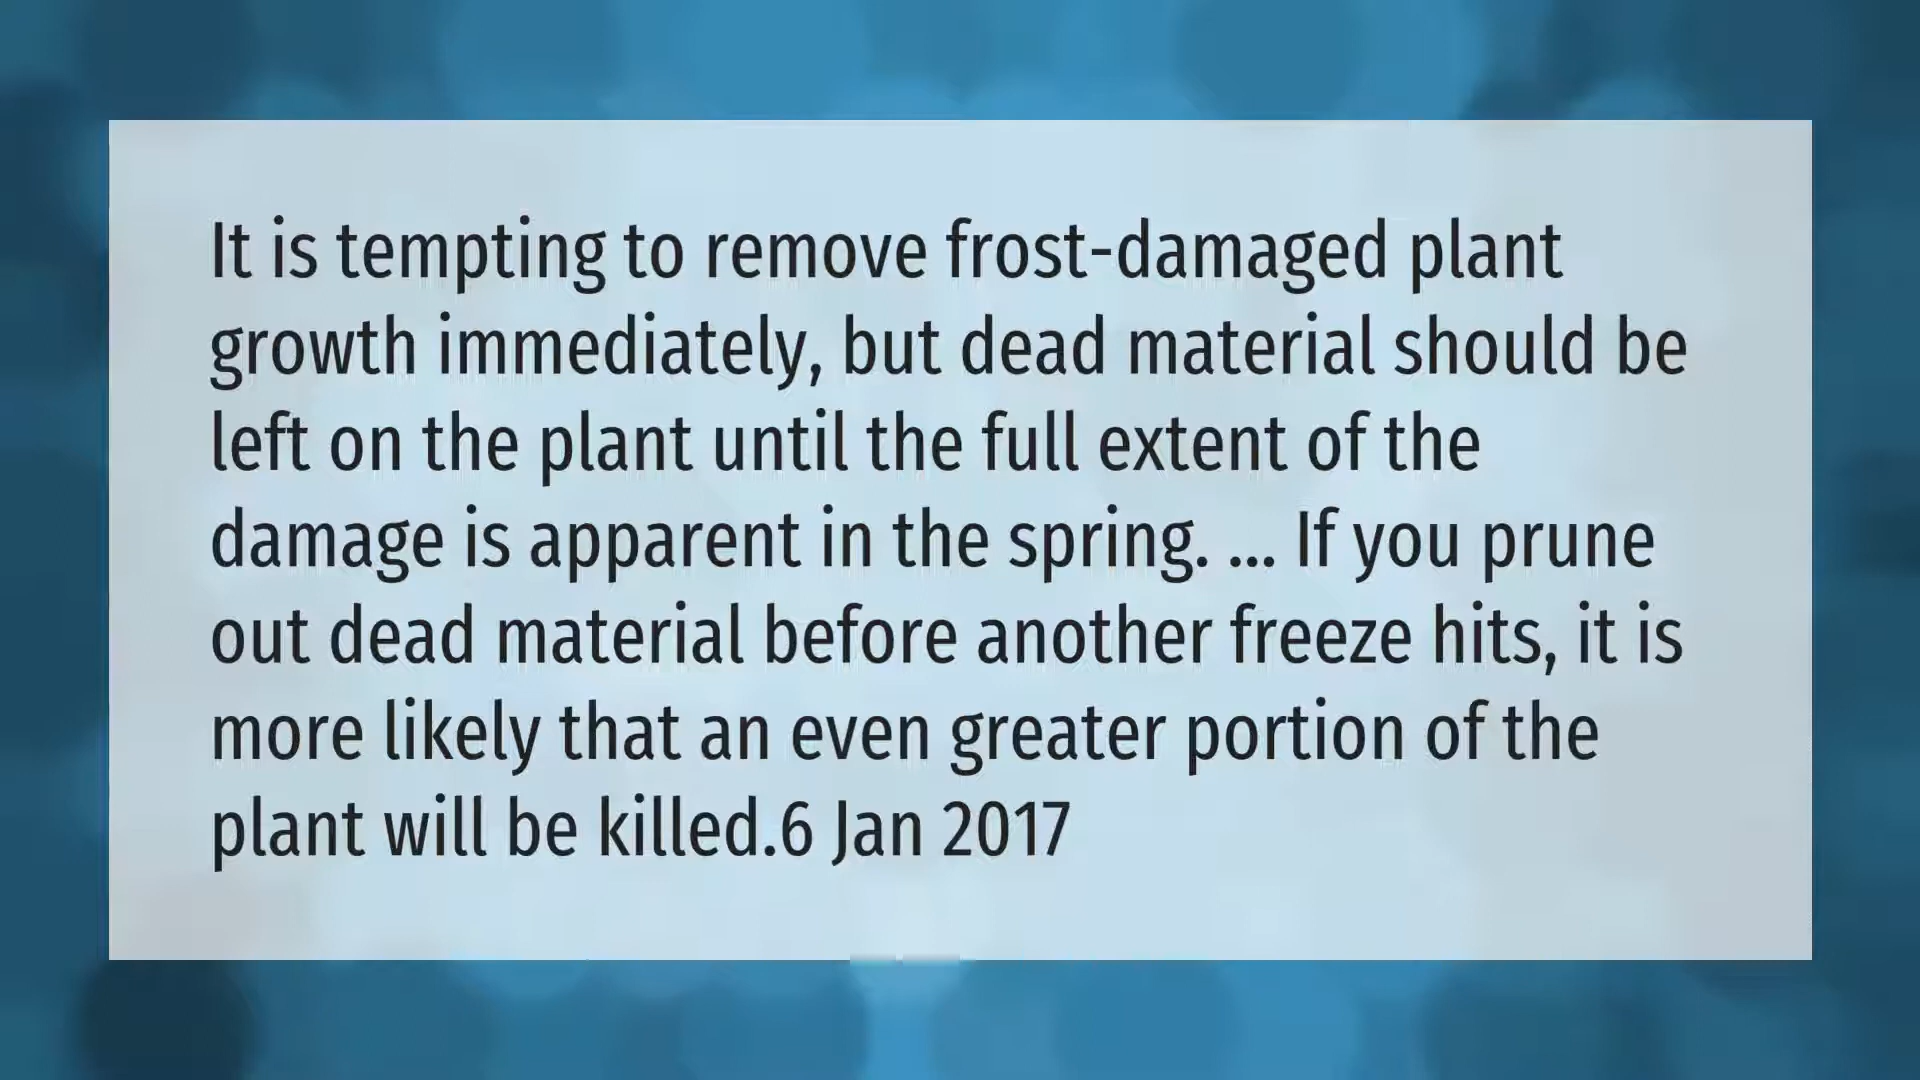 It is tempting to remove frost-damaged plant
growth immediately, but dead material should be
left on the plant until the full extent of the
damage is apparent in the spring. ... If you prune
out dead material before another freeze hits, it is
more likely that an even greater portion of the
plant will be killed.6 Jan 2017